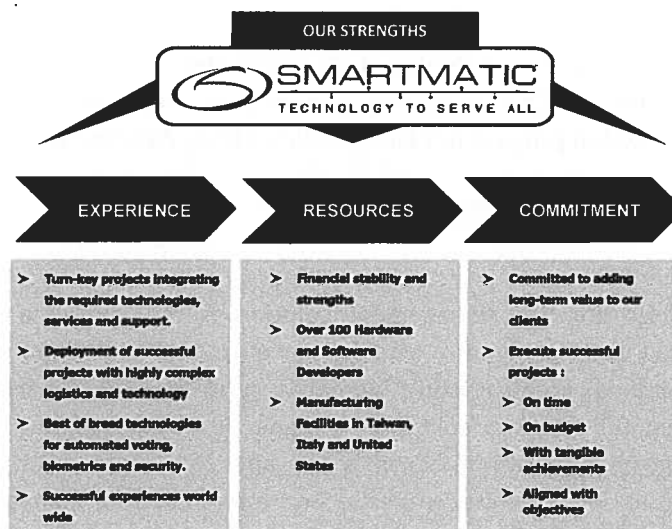 OUR STRENGTHS
SMARTMATIC
TECHNOLOGY TO SERVE ALL
EXPERIENCE
➢ Turn-key projects integrating
the required technologies,
services and support.
➢ Deployment of successful
projects with highly complex
logistics and technology
➢ Best of breed technologies
for automated voting,
biometrics and security.
➢ Successful experiences world
wide
RESOURCES
➢ Financial stability and
strengths
➢ Over 100 Hardware
and Software
Developers
➢ Manufacturing
Facilities in Taiwan,
Italy and United
States
COMMITMENT
➢ Committed to adding
long-term value to our
clients
➢ Execute successful
projects :
➢ On time
➢ On budget
➢ With tangible
achievements
➢ Aligned with
objectives